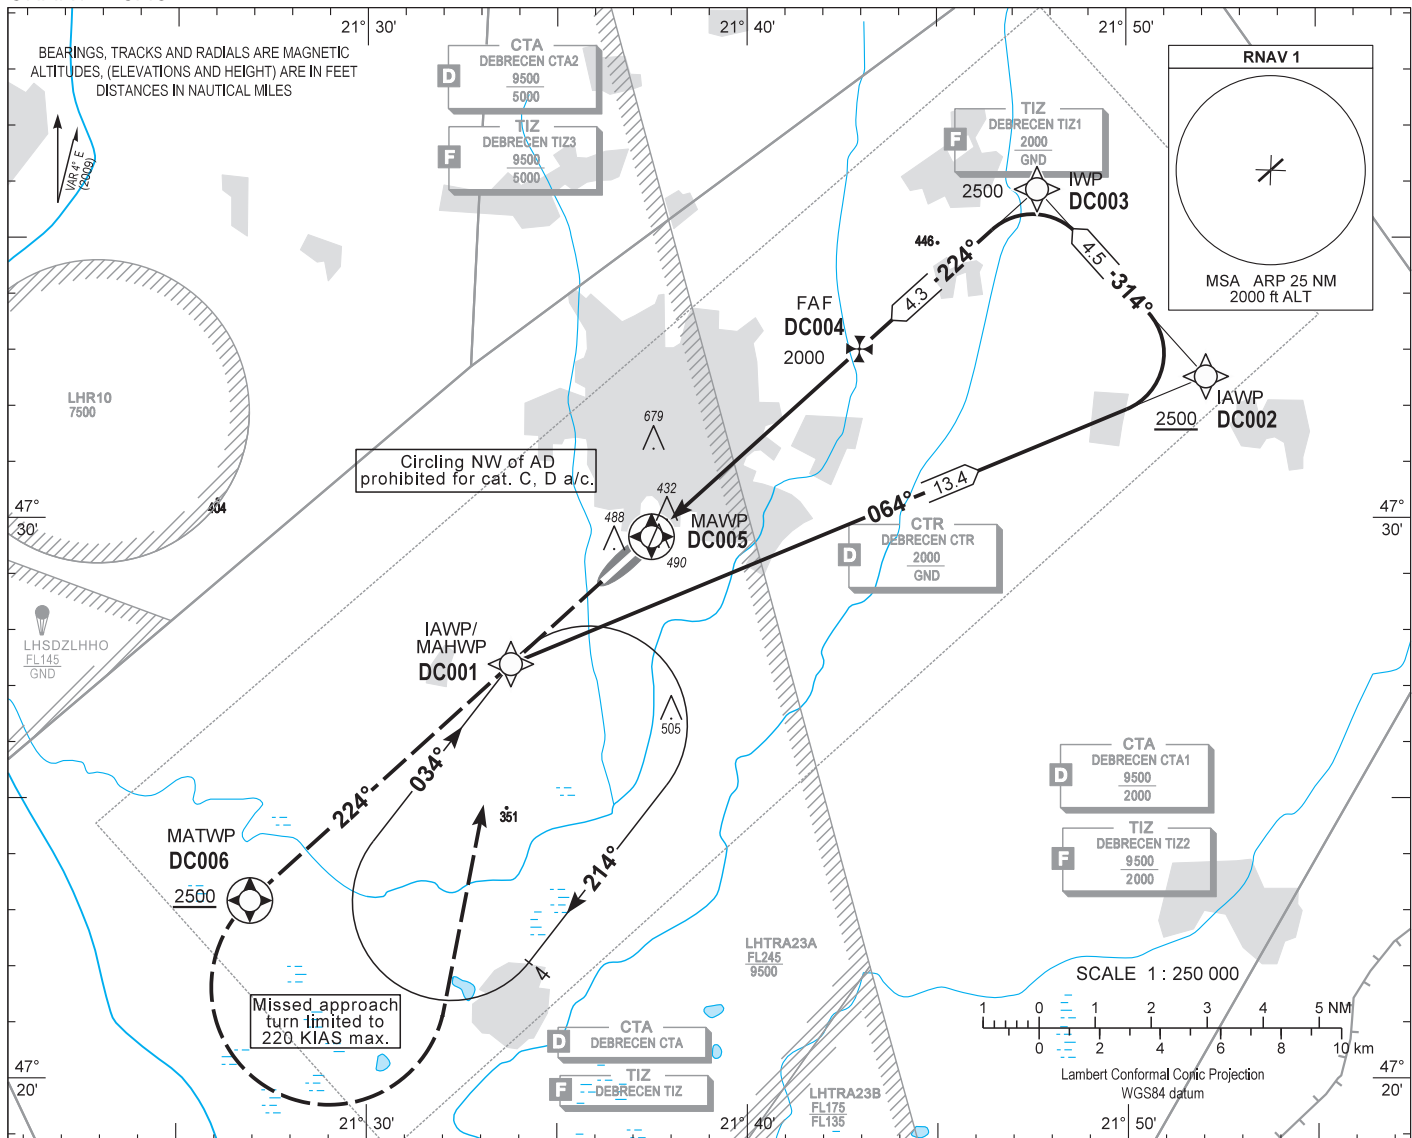 21° 30'
21° 40'
21° 50'
BEARINGS, TRACKS AND RADIALS ARE MAGNETIC
ALTITUDES, (ELEVATIONS AND HEIGHT) ARE IN FEET
DISTANCES IN NAUTICAL MILES
VAR 4° E
(2009)
CTA
DEBRECEN CTA2
D
9500
5000
TIZ
DEBRECEN TIZ3
F
9500
5000
TIZ
DEBRECEN TIZ1
F
2000
GND
RNAV 1
MSA ARP 25 NM
2000 ft ALT
2500
IWP
DC003
446
4.3
224°
4.5
314°
FAF
DC004
2000
IAWP
DC002
2500
LHR10
7500
404
679
Circling NW of AD
prohibited for cat. C, D a/c.
432
488
MAWP
DC005
490
064°
13.4
47°
30'
47°
30'
CTR
DEBRECEN CTR
D
2000
GND
LHSDZLHHO
FL145
GND
IAWP/
MAHWP
DC001
505
034°
224°
351
214°
4
MATWP
DC006
2500
CTA
DEBRECEN CTA1
D
9500
2000
TIZ
DEBRECEN TIZ2
F
9500
2000
LHTRA23A
FL245
9500
Missed approach
turn limited to
220 KIAS max.
CTA
D
DEBRECEN CTA
TIZ
F
DEBRECEN TIZ
LHTRA23B
FL175
FL135
SCALE 1 : 250 000
1 0 1 2 3 4 5 NM
0 2 4 6 8 10 km
Lambert Conformal Conic Projection
WGS84 datum
47°
20'
47°
20'
21° 30'
21° 40'
21° 50'